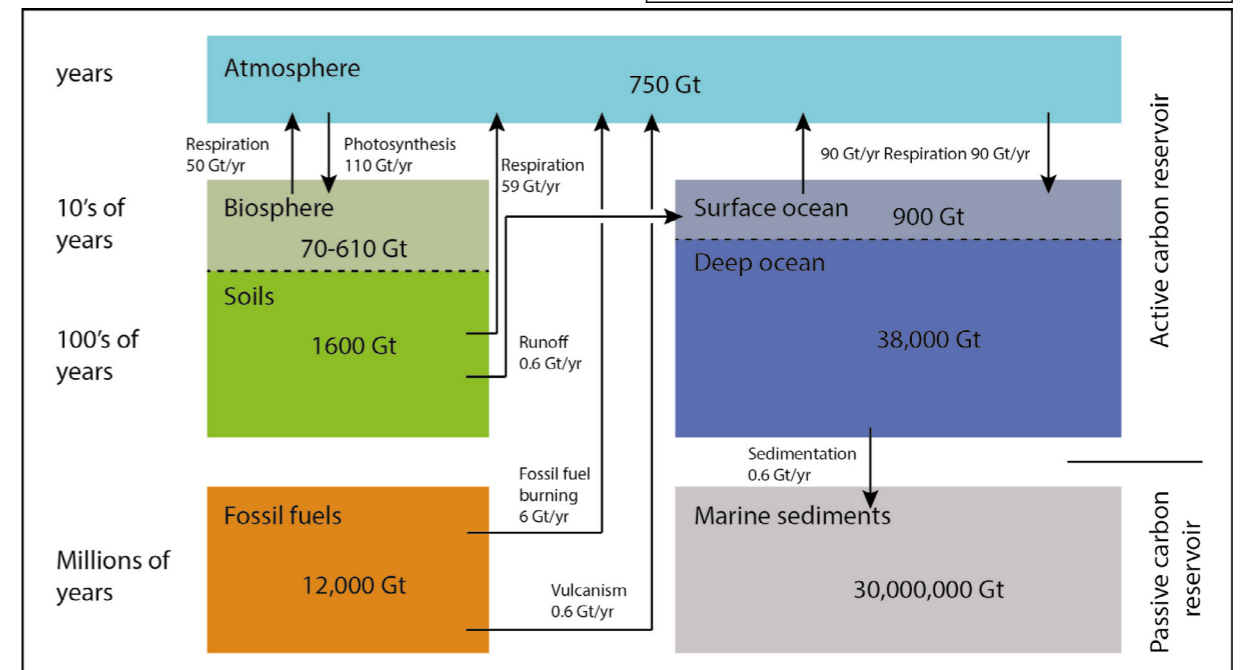 years
Atmosphere
750 Gt
Respiration
50 Gt/yr
Photosynthesis
110 Gt/yr
Respiration
59 Gt/yr
90 Gt/yr Respiration 90 Gt/yr
10's of
years
Biosphere
70-610 Gt
Surface ocean
900 Gt
Deep ocean
38,000 Gt
100's of
years
Soils
1600 Gt
Runoff
0.6 Gt/yr
Active carbon reservoir
Sedimentation
0.6 Gt/yr
Fossil fuel
burning
6 Gt/yr
Millions of
years
Fossil fuels
12,000 Gt
Vulcanism
0.6 Gt/yr
Marine sediments
30,000,000 Gt
Passive carbon
reservoir